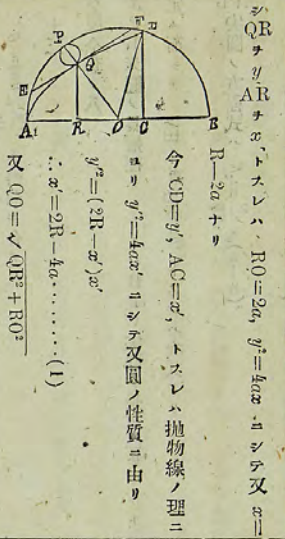 QR ヲ y AR ヲ x, トスレハ RO=2a, y²=4ax ニシテ又 x=
R-2a ナリ
今 CD=y', AC=x', トスレハ抛物線ノ理ニ
ヨリ y'²=4ax' ニシテ又圓ノ性質ニ由リ
y'²=(2R-x')x'
∴ x'=2R-4a........(1)
又 QO=√QR²+RO²
P
Q
E
A
R
O
C
B